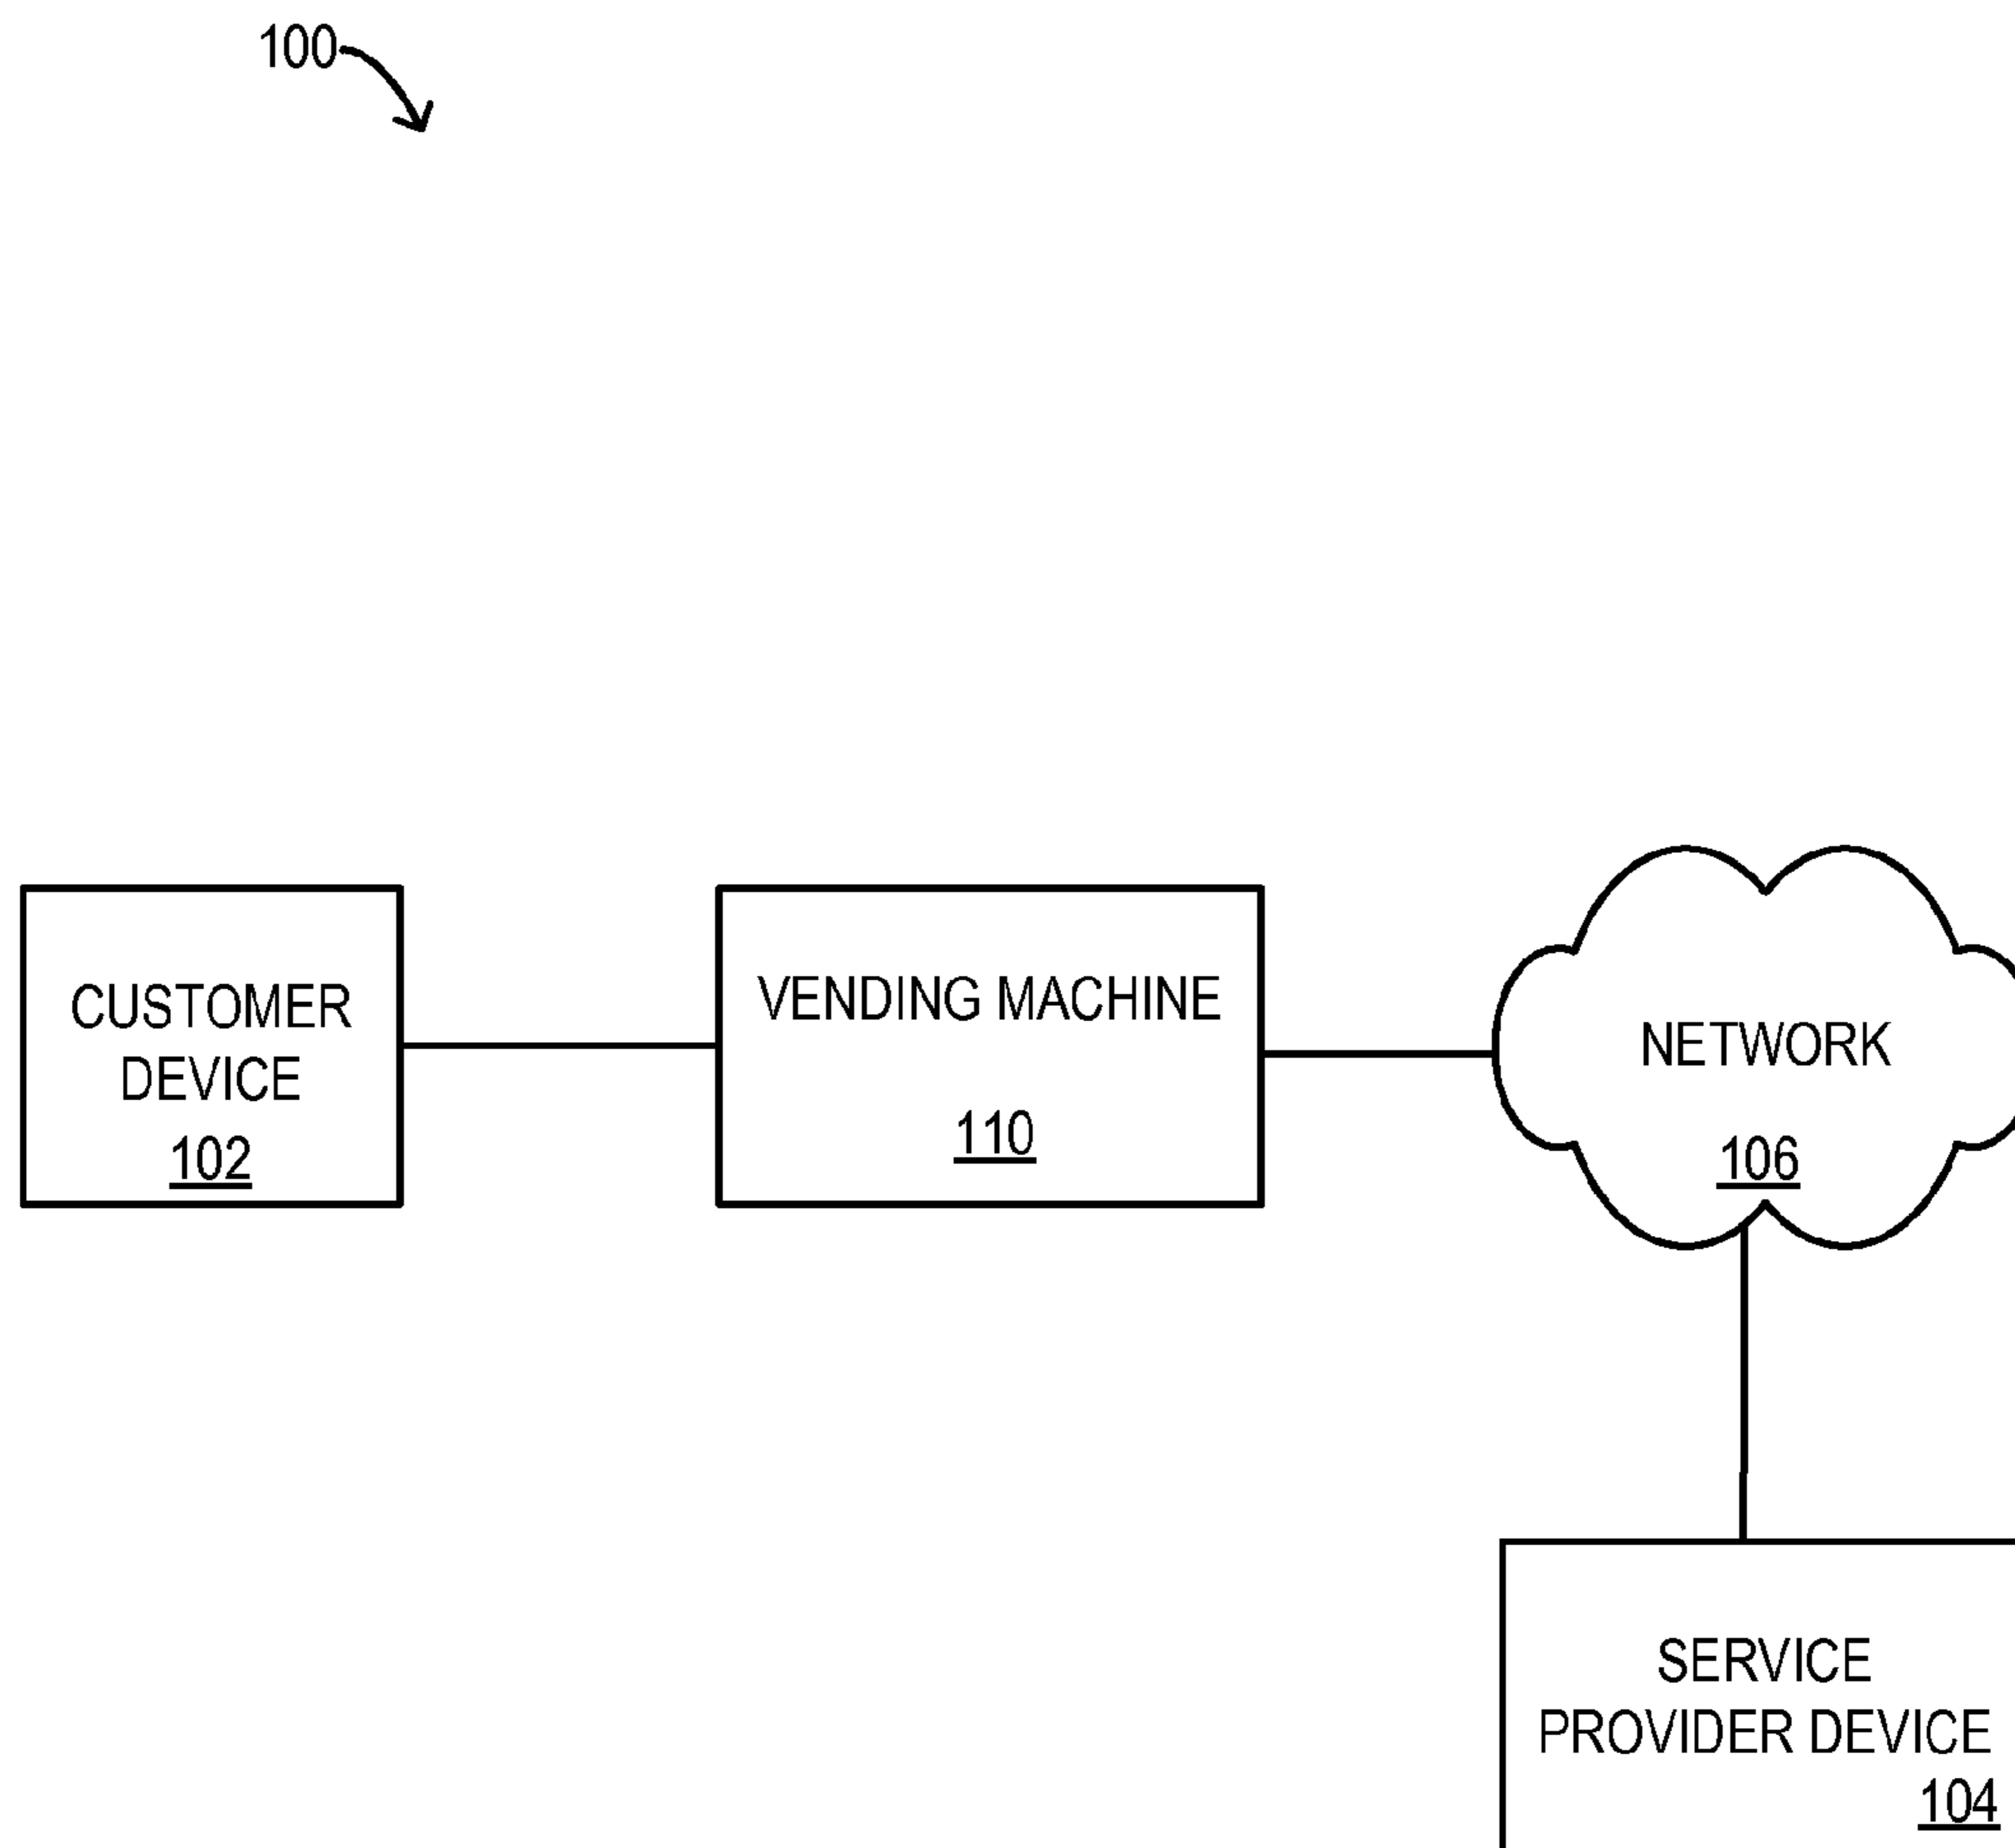 100
CUSTOMER
DEVICE
102
VENDING MACHINE
110
NETWORK
106
SERVICE
PROVIDER DEVICE
104